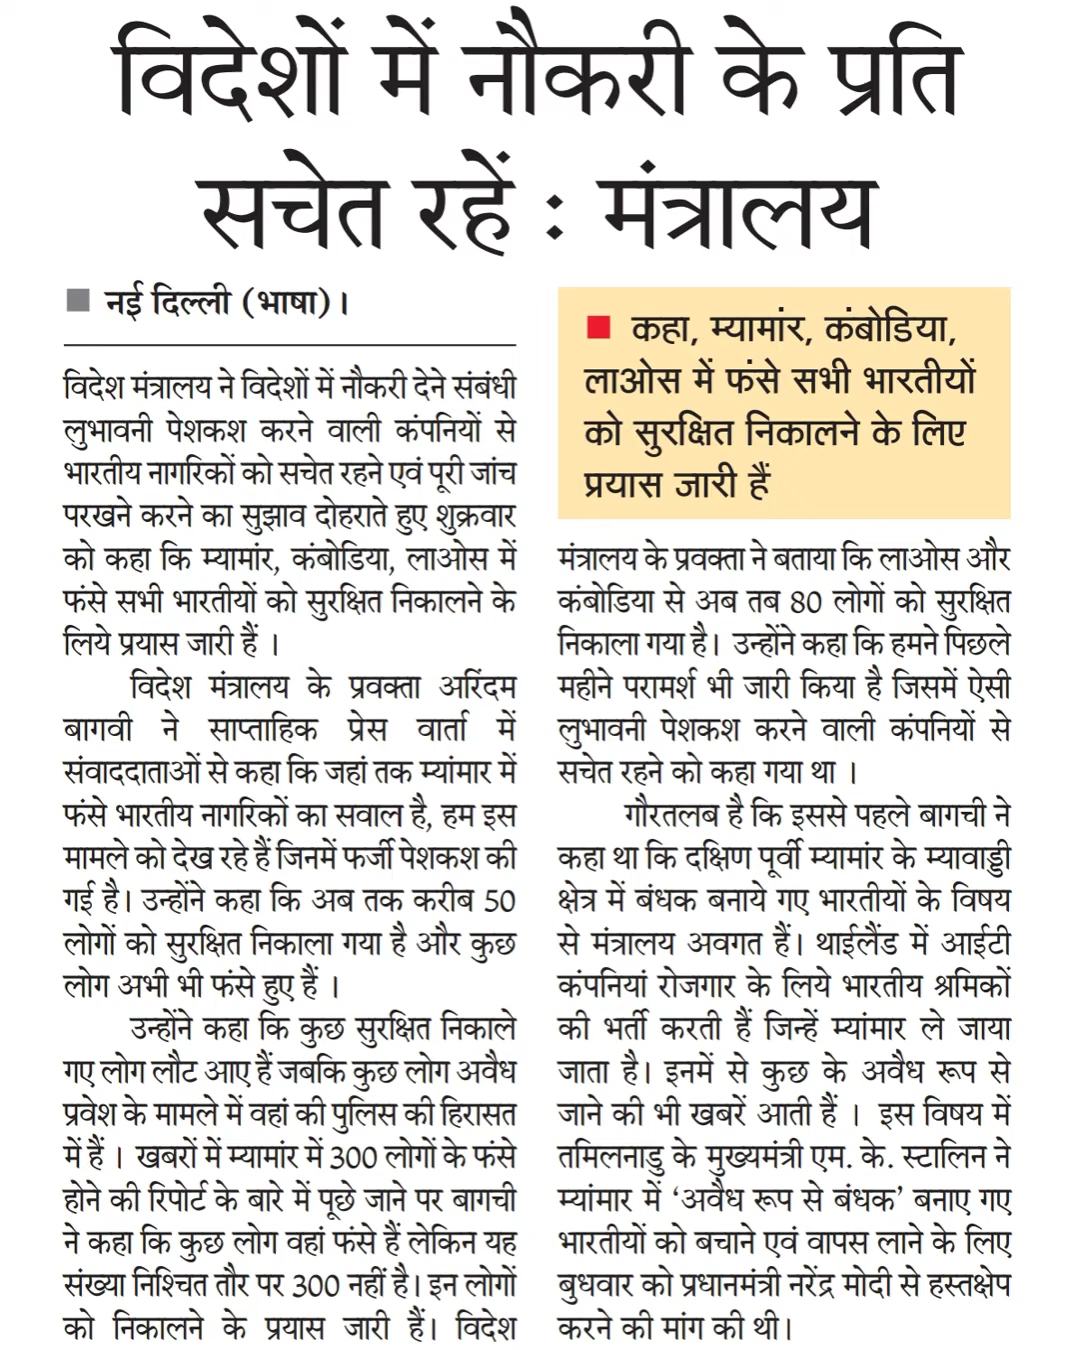 विदेशों में नौकरी के प्रति
सचेत रहें : मंत्रालय
■ नई दिल्ली (भाषा)।
विदेश मंत्रालय ने विदेशों में नौकरी देने संबंधी
लुभावनी पेशकश करने वाली कंपनियों से
भारतीय नागरिकों को सचेत रहने एवं पूरी जांच
परखने करने का सुझाव दोहराते हुए शुक्रवार
को कहा कि म्यामांर, कंबोडिया, लाओस में
फंसे सभी भारतीयों को सुरक्षित निकालने के
लिये प्रयास जारी हैं ।
विदेश मंत्रालय के प्रवक्ता अरिंदम
बागवी ने साप्ताहिक प्रेस वार्ता में
संवाददाताओं से कहा कि जहां तक म्यांमार में
फंसे भारतीय नागरिकों का सवाल है, हम इस
मामले को देख रहे हैं जिनमें फर्जी पेशकश की
गई है। उन्होंने कहा कि अब तक करीब 50
लोगों को सुरक्षित निकाला गया है और कुछ
लोग अभी भी फंसे हुए हैं ।
उन्होंने कहा कि कुछ सुरक्षित निकाले
गए लोग लौट आए हैं जबकि कुछ लोग अवैध
प्रवेश के मामले में वहां की पुलिस की हिरासत
में हैं । खबरों में म्यामांर में 300 लोगों के फंसे
होने की रिपोर्ट के बारे में पूछे जाने पर बागची
ने कहा कि कुछ लोग वहां फंसे हैं लेकिन यह
संख्या निश्चित तौर पर 300 नहीं है। इन लोगों
को निकालने के प्रयास जारी हैं। विदेश
■ कहा, म्यामांर, कंबोडिया,
लाओस में फंसे सभी भारतीयों
को सुरक्षित निकालने के लिए
प्रयास जारी हैं
मंत्रालय के प्रवक्ता ने बताया कि लाओस और
कंबोडिया से अब तब 80 लोगों को सुरक्षित
निकाला गया है। उन्होंने कहा कि हमने पिछले
महीने परामर्श भी जारी किया है जिसमें ऐसी
लुभावनी पेशकश करने वाली कंपनियों से
सचेत रहने को कहा गया था ।
गौरतलब है कि इससे पहले बागची ने
कहा था कि दक्षिण पूर्वी म्यामांर के म्यावाड्डी
क्षेत्र में बंधक बनाये गए भारतीयों के विषय
से मंत्रालय अवगत हैं। थाईलैंड में आईटी
कंपनियां रोजगार के लिये भारतीय श्रमिकों
की भर्ती करती हैं जिन्हें म्यांमार ले जाया
जाता है। इनमें से कुछ के अवैध रूप से
जाने की भी खबरें आती हैं । इस विषय में
तमिलनाडु के मुख्यमंत्री एम. के. स्टालिन ने
म्यांमार में ‘अवैध रूप से बंधक’ बनाए गए
भारतीयों को बचाने एवं वापस लाने के लिए
बुधवार को प्रधानमंत्री नरेंद्र मोदी से हस्तक्षेप
करने की मांग की थी।